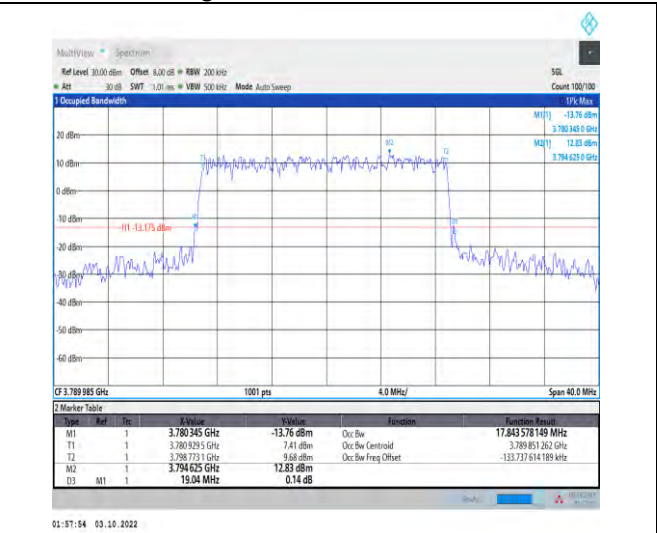 MultiView Spectrum
Ref Level 30.00 dBm Offset 8.00 dB RBW 200 kHz SGL
Att 30 dB SWT 1.01 ms VBW 500 kHz Mode Auto Sweep Count 100/100
1 Occupied Bandwidth 1Pk Max
M1[1] -13.76 dBm
3.780 345 0 GHz
M2[1] 12.83 dBm
3.794 625 0 GHz
20 dBm
M2
T2
10 dBm
0 dBm
-10 dBm
H1 -13.175 dBm
-20 dBm
-30 dBm
-40 dBm
-50 dBm
-60 dBm
CF 3.789 985 GHz 1001 pts 4.0 MHz/ Span 40.0 MHz
2 Marker Table
Type Ref Trc X-Value Y-Value Function Function Result
M1 1 3.780 345 GHz -13.76 dBm Occ Bw 17.843 578 149 MHz
T1 1 3.780 929 5 GHz 7.41 dBm Occ Bw Centroid 3.789 851 262 GHz
T2 1 3.798 773 1 GHz 9.68 dBm Occ Bw Freq Offset -133.737 614 189 kHz
M2 1 3.794 625 GHz 12.83 dBm
D3 M1 1 19.04 MHz 0.14 dB
01:57:54 03.10.2022